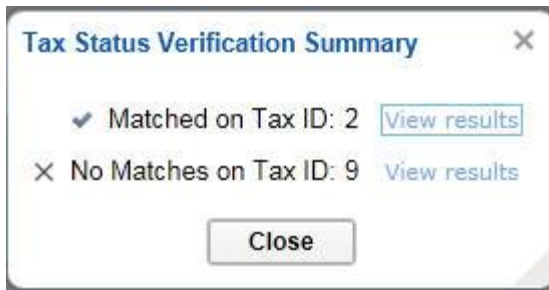 Tax Status Verification Summary
Matched on Tax ID: 2 View results
No Matches on Tax ID: 9 View results
Close